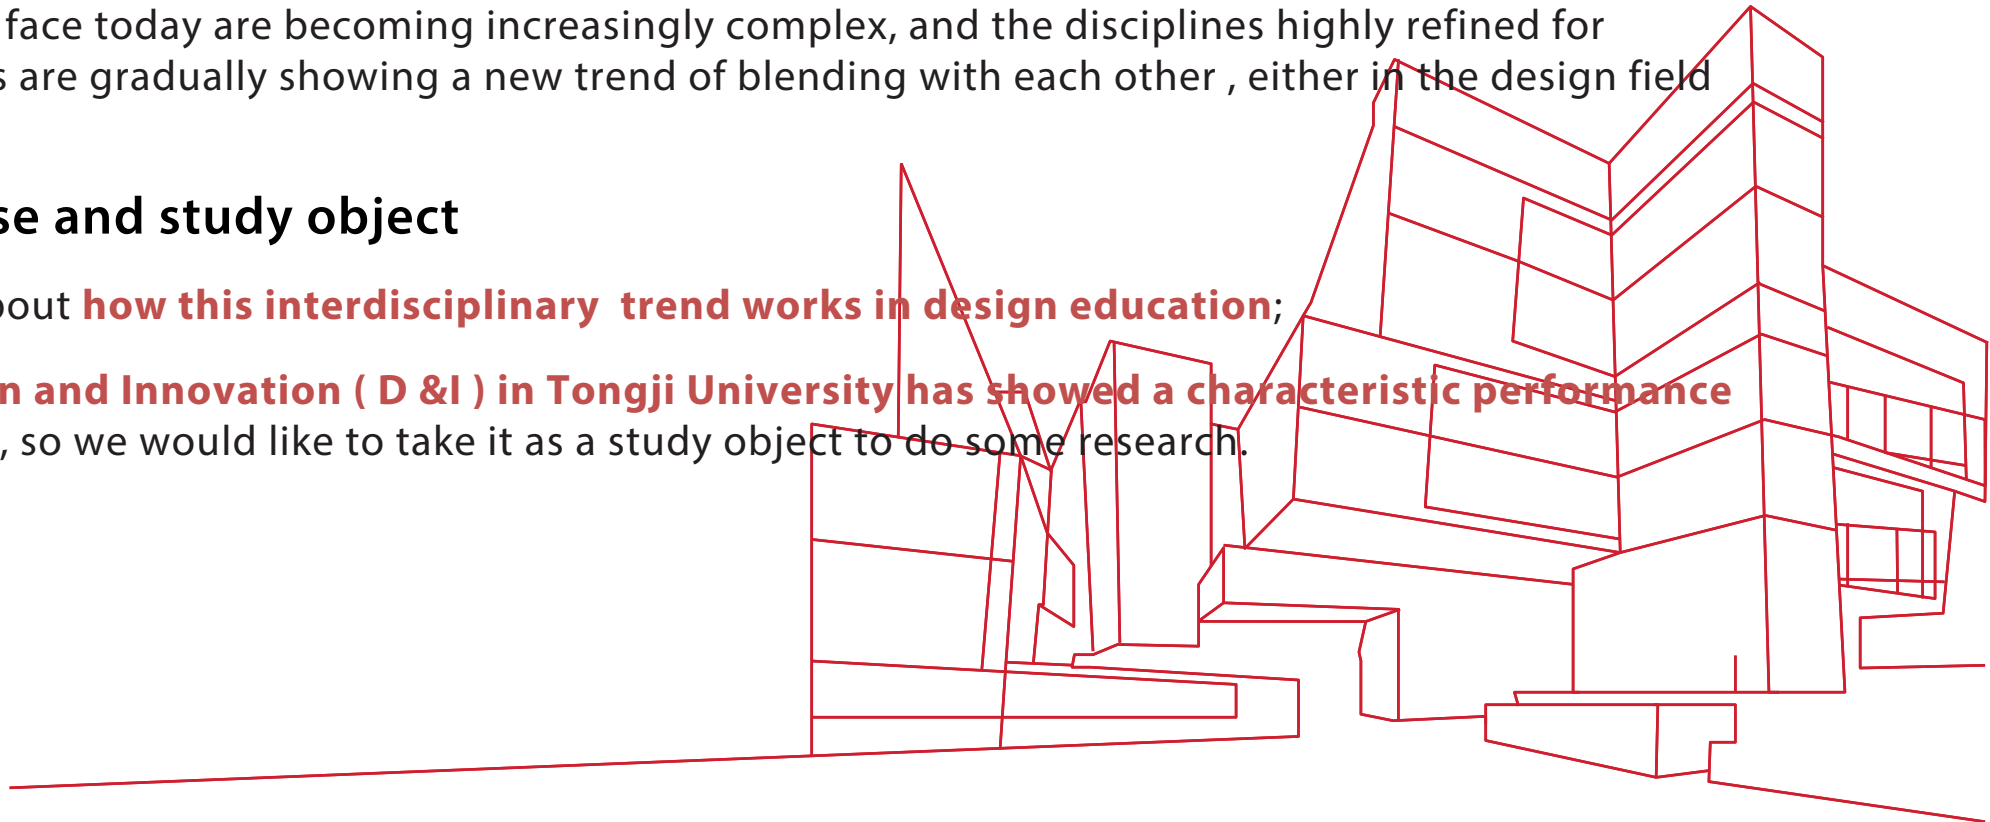 face today are becoming increasingly complex, and the disciplines highly refined for
s are gradually showing a new trend of blending with each other , either in the design field
se and study object
bout how this interdisciplinary  trend works in design education;
n and Innovation ( D &I ) in Tongji University has showed a characteristic performance
, so we would like to take it as a study object to do some research.